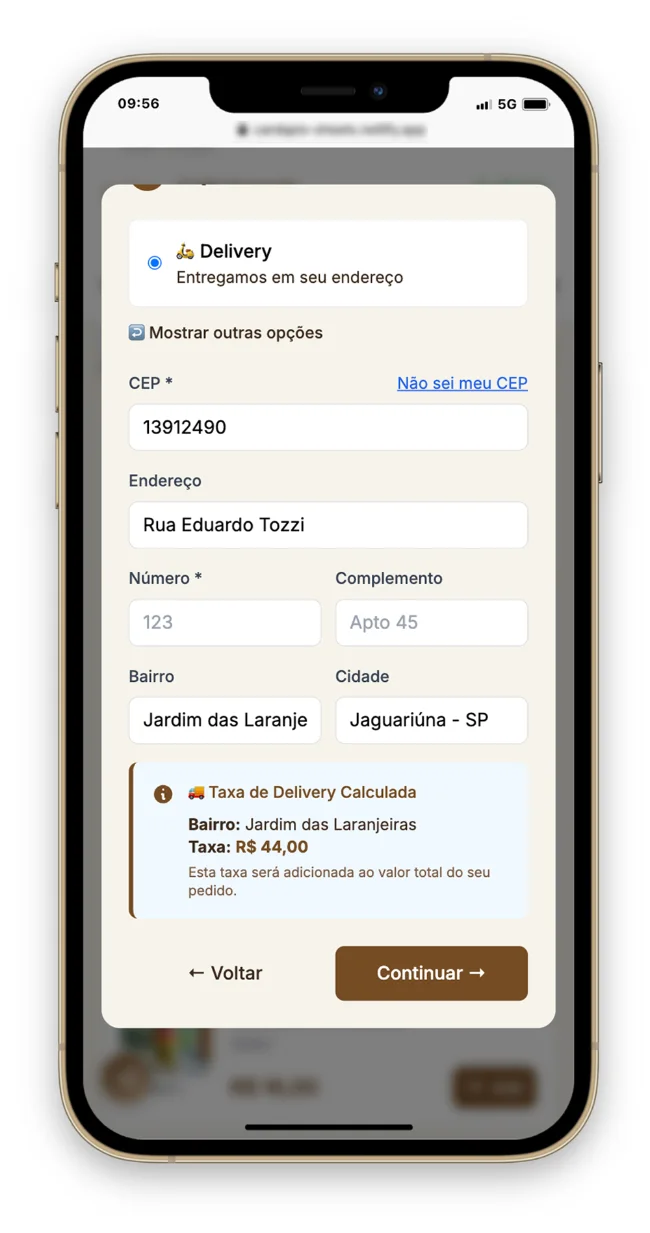 09:56
5G
Delivery
Entregamos em seu endereço
Mostrar outras opções
CEP *
Não sei meu CEP
13912490
Endereço
Rua Eduardo Tozzi
Número *
Complemento
123
Apto 45
Bairro
Cidade
Jardim das Laranje
Jaguariúna - SP
Taxa de Delivery Calculada
Bairro: Jardim das Laranjeiras
Taxa: R$ 44,00
Esta taxa será adicionada ao valor total do seu
pedido.
← Voltar
Continuar →